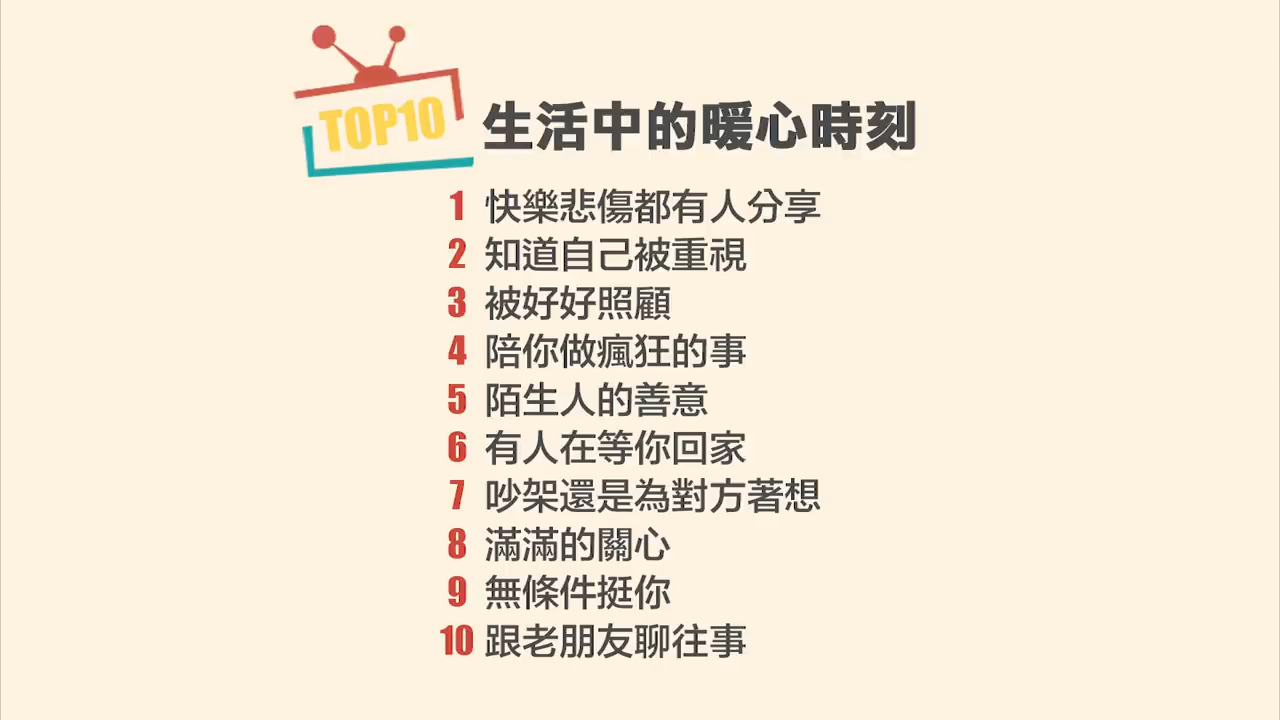 TOP10
生活中的暖心時刻
1 快樂悲傷都有人分享
2 知道自己被重視
3 被好好照顧
4 陪你做瘋狂的事
5 陌生人的善意
6 有人在等你回家
7 吵架還是為對方著想
8 滿滿的關心
9 無條件挺你
10 跟老朋友聊往事